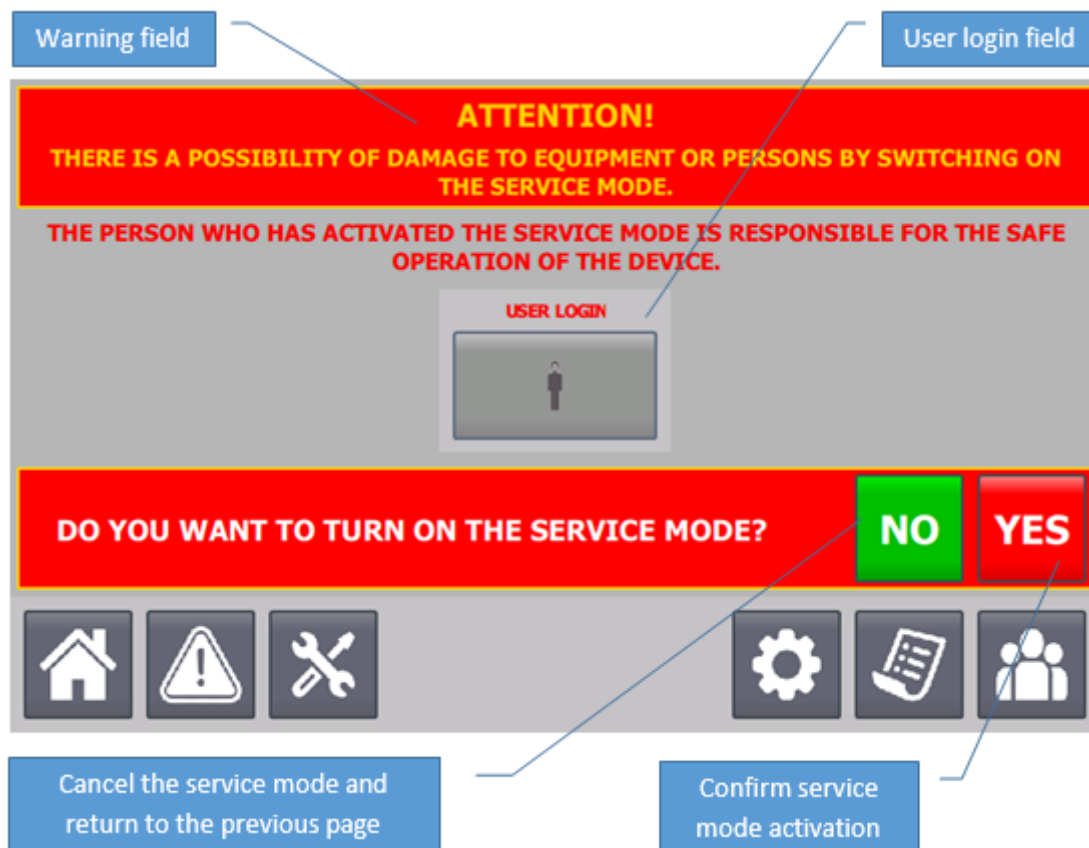 Warning field
User login field
ATTENTION!
THERE IS A POSSIBILITY OF DAMAGE TO EQUIPMENT OR PERSONS BY SWITCHING ON
THE SERVICE MODE.
THE PERSON WHO HAS ACTIVATED THE SERVICE MODE IS RESPONSIBLE FOR THE SAFE
OPERATION OF THE DEVICE.
USER LOGIN
DO YOU WANT TO TURN ON THE SERVICE MODE?
NO
YES
Cancel the service mode and
return to the previous page
Confirm service
mode activation